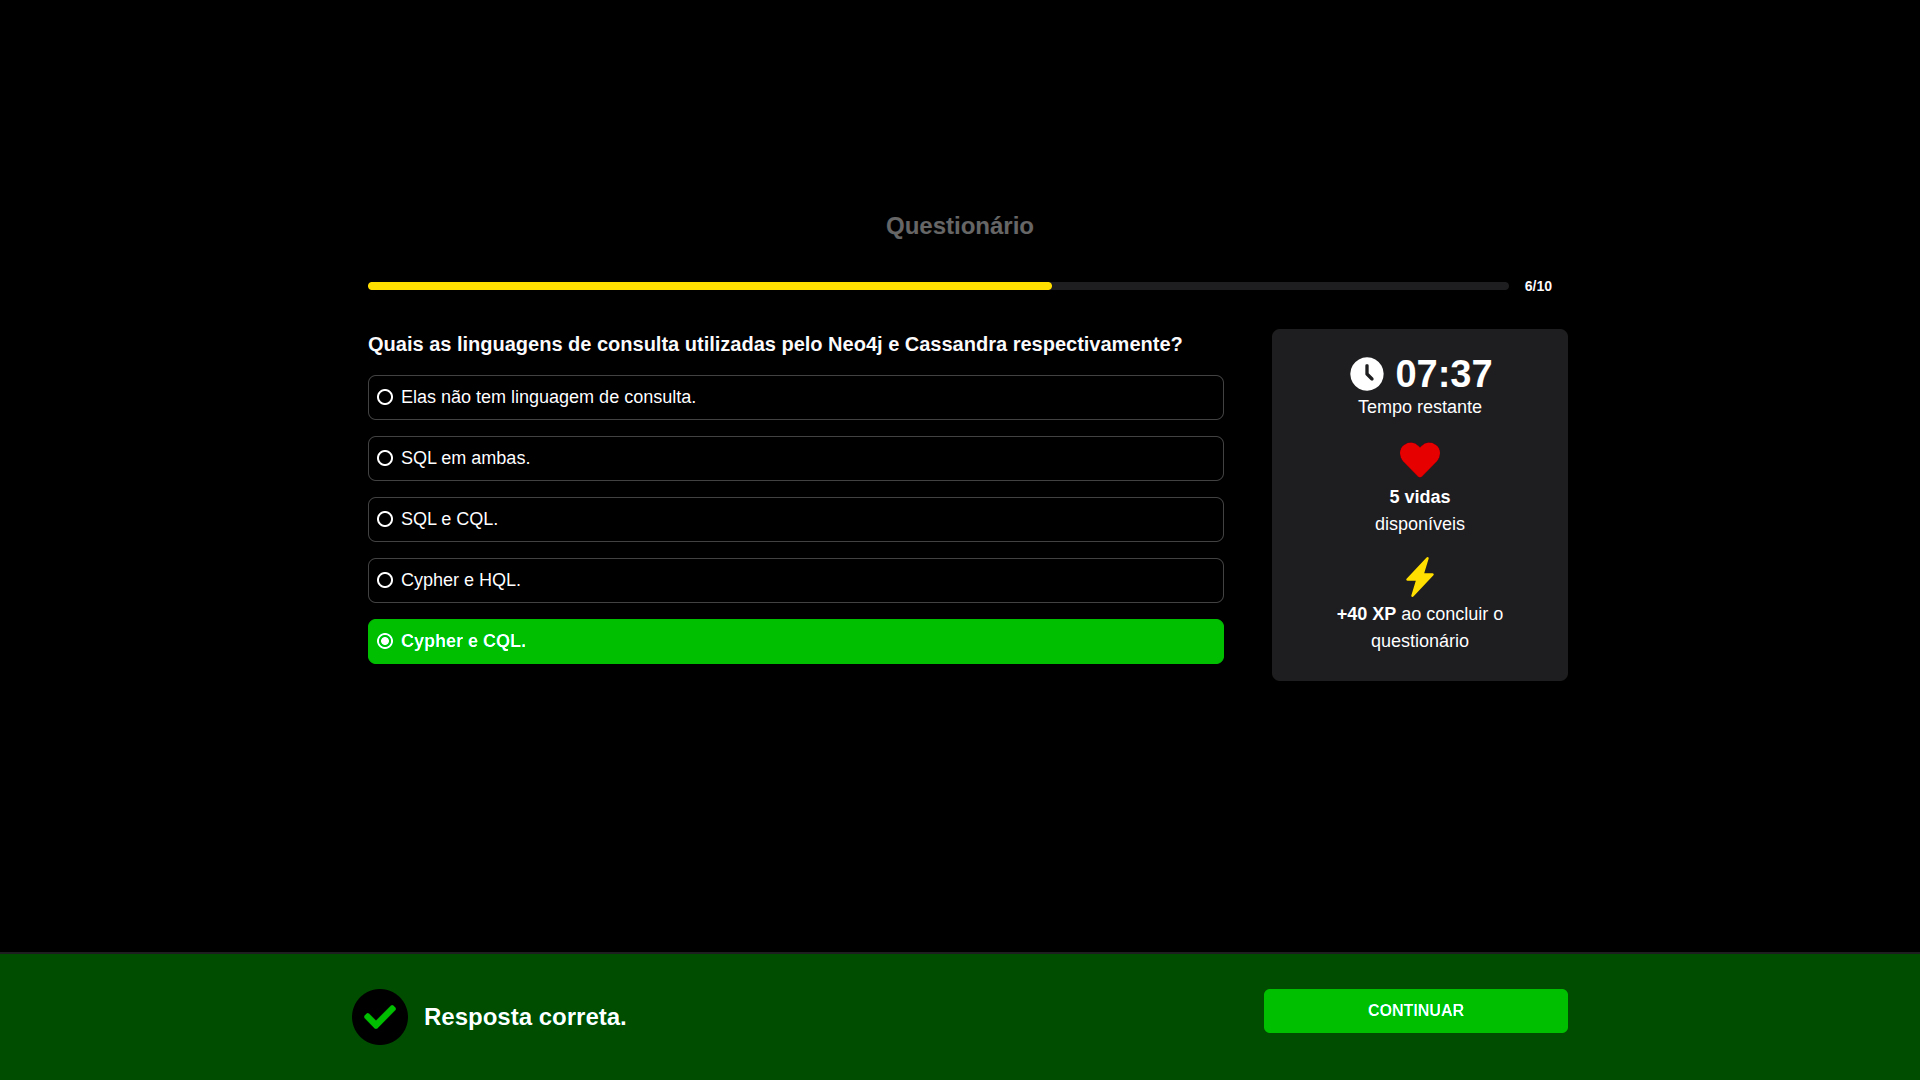 Questionário
6/10
Quais as linguagens de consulta utilizadas pelo Neo4j e Cassandra respectivamente?
Elas não tem linguagem de consulta.
SQL em ambas.
SQL e CQL.
Cypher e HQL.
Cypher e CQL.
07:37
Tempo restante
5 vidas
disponíveis
+40 XP ao concluir o
questionário
Resposta correta.
CONTINUAR